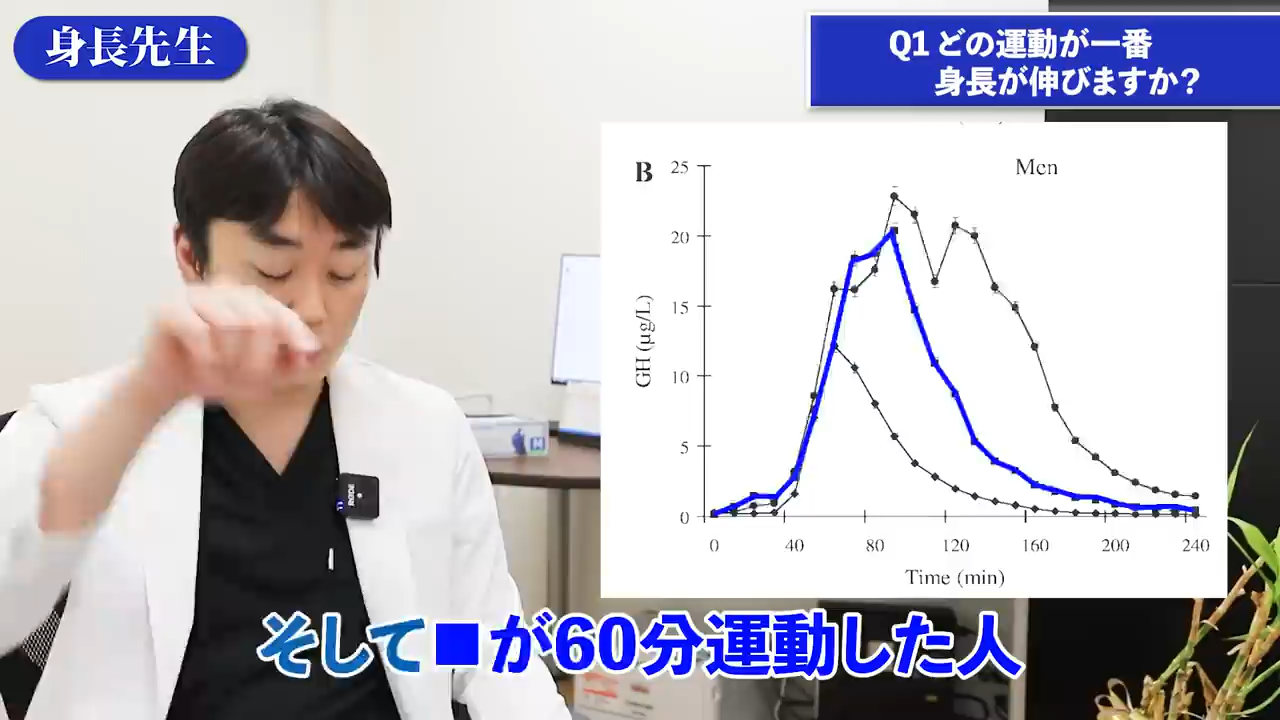 身長先生
Q1 どの運動が一番
身長が伸びますか?
B
Men
25
20
15
10
5
0
GH (µg/L)
0 40 80 120 160 200 240
Time (min)
RODE
そして■が60分運動した人